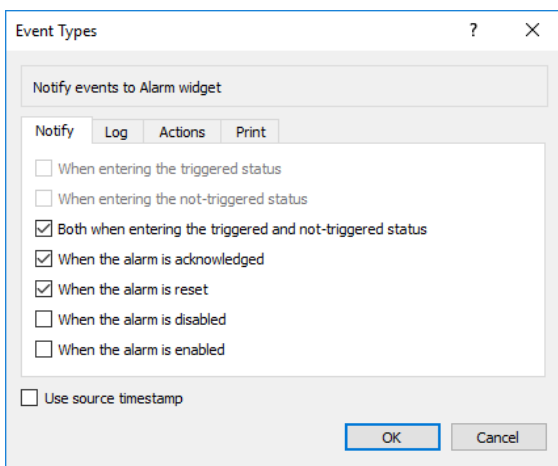 Event Types
?
Notify events to Alarm widget
Notify Log Actions Print
When entering the triggered status
When entering the not-triggered status
Both when entering the triggered and not-triggered status
When the alarm is acknowledged
When the alarm is reset
When the alarm is disabled
When the alarm is enabled
Use source timestamp
OK Cancel